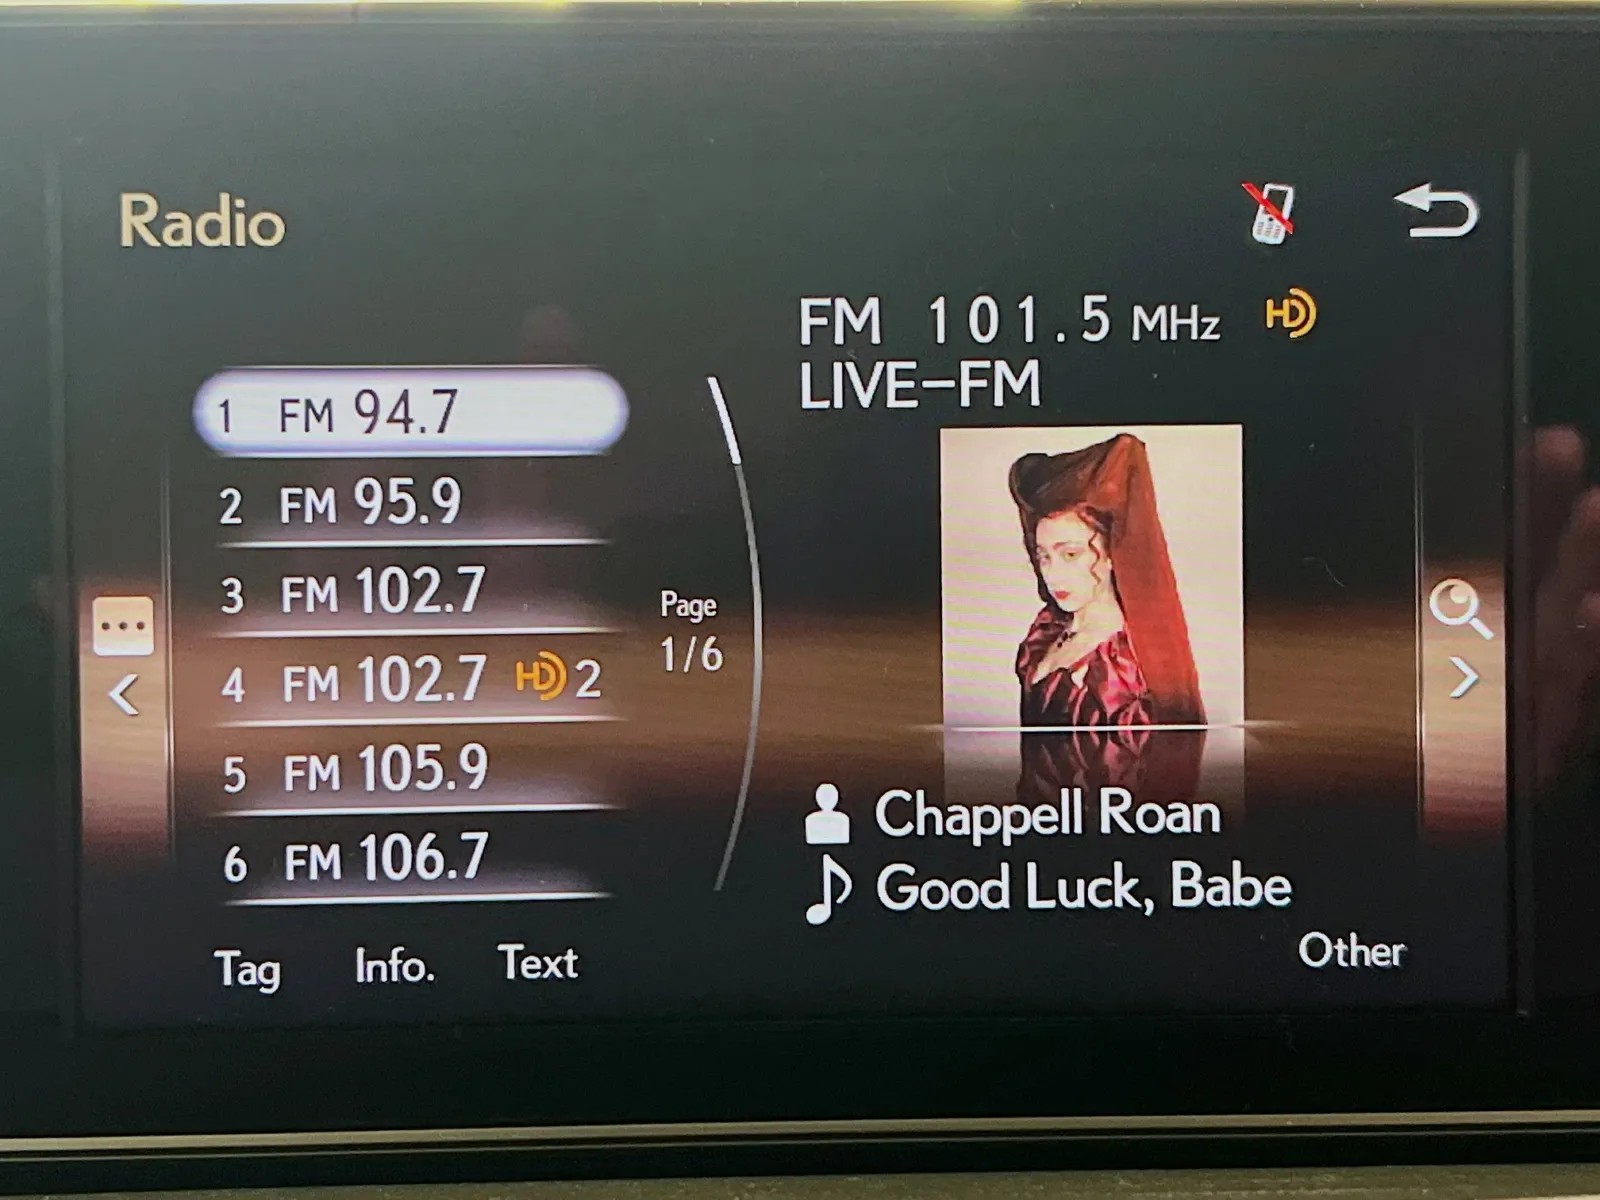 Radio
FM 101.5 MHz HD
LIVE-FM
1 FM 94.7
2 FM 95.9
3 FM 102.7
4 FM 102.7 HD 2
5 FM 105.9
6 FM 106.7
Page
1/6
Chappell Roan
Good Luck, Babe
Tag Info. Text
Other